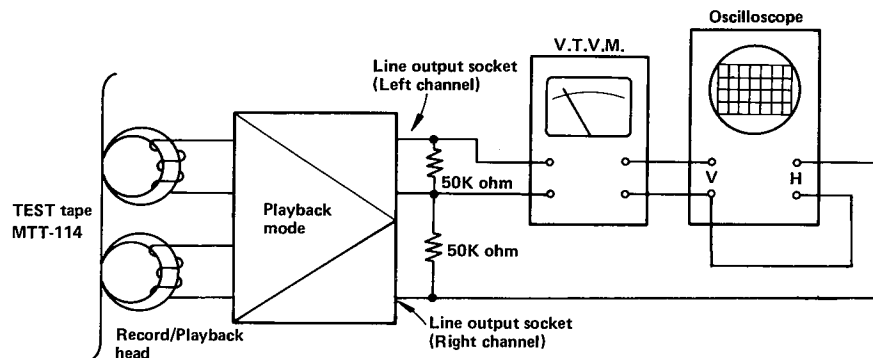 Oscilloscope
V.T.V.M.
Line output socket
(Left channel)
50K ohm
V
H
TEST tape
MTT-114
Playback
mode
50K ohm
Record/Playback
head
Line output socket
(Right channel)